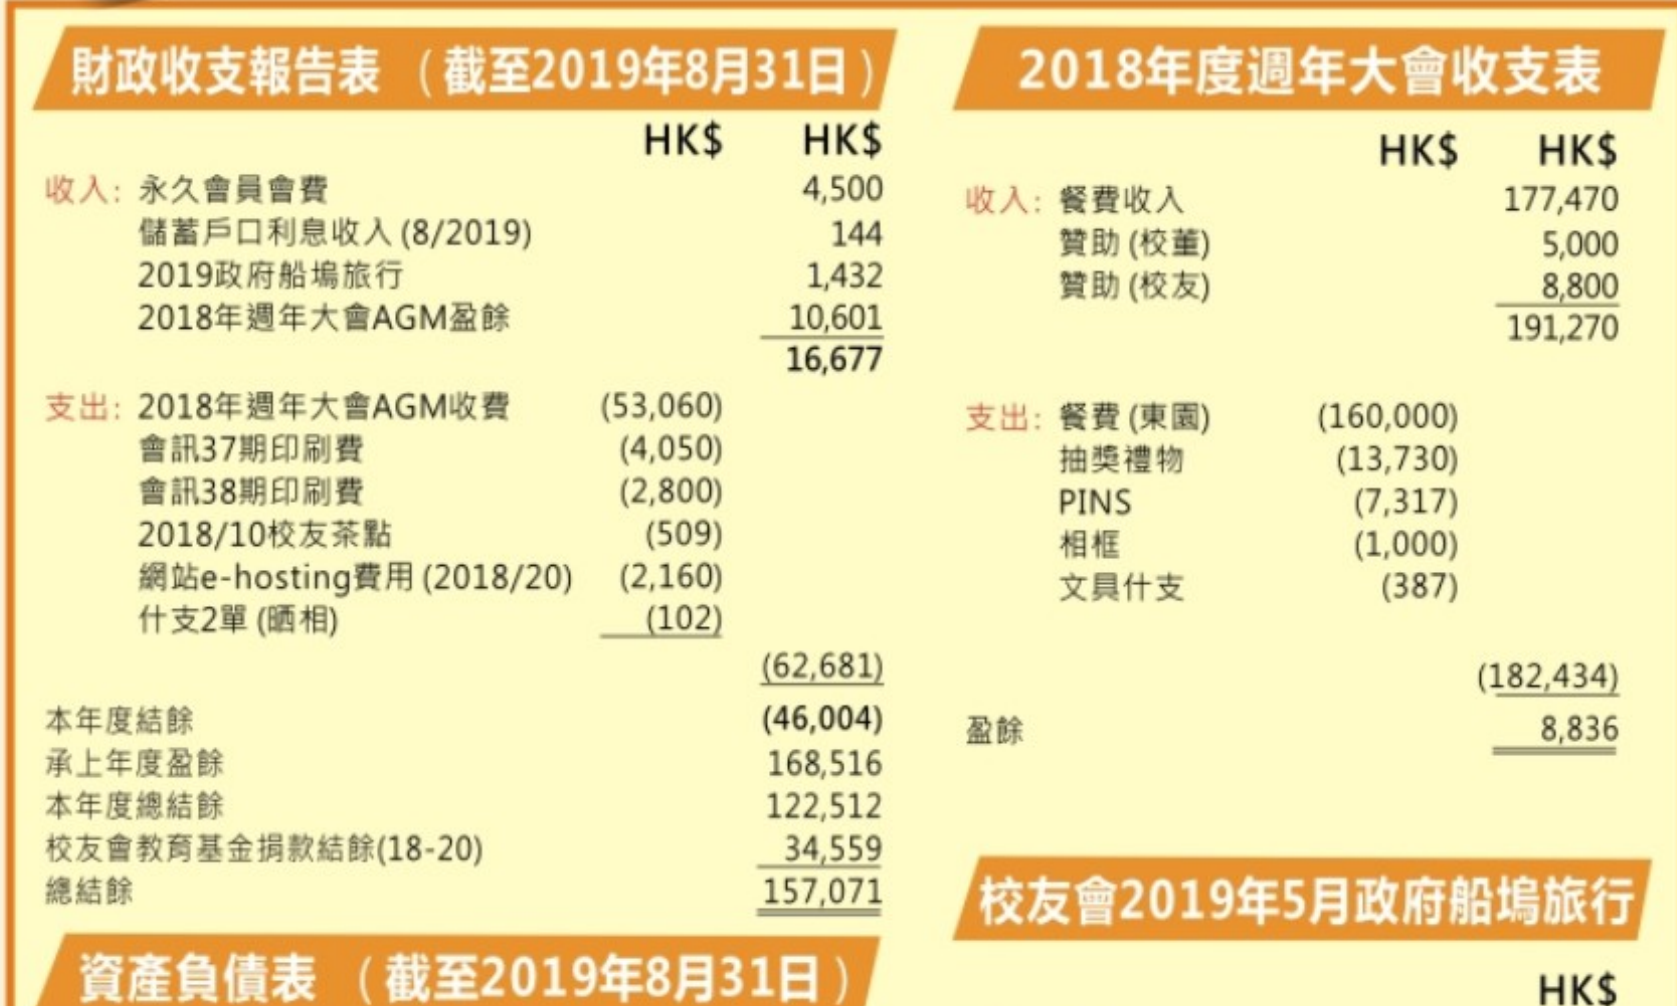 財政收支報告表 (截至2019年8月31日)
HK$ HK$
收入: 永久會員會費 4,500
儲蓄戶口利息收入 (8/2019) 144
2019政府船塢旅行 1,432
2018年週年大會AGM盈餘 10,601
16,677
支出: 2018年週年大會AGM收費 (53,060)
會訊37期印刷費 (4,050)
會訊38期印刷費 (2,800)
2018/10校友茶點 (509)
網站e-hosting費用 (2018/20) (2,160)
什支2單 (晒相) (102)
(62,681)
本年度結餘 (46,004)
承上年度盈餘 168,516
本年度總結餘 122,512
校友會教育基金捐款結餘(18-20) 34,559
總結餘 157,071
資產負債表 (截至2019年8月31日)
2018年度週年大會收支表
HK$ HK$
收入: 餐費收入 177,470
贊助 (校董) 5,000
贊助 (校友) 8,800
191,270
支出: 餐費 (東園) (160,000)
抽獎禮物 (13,730)
PINS (7,317)
相框 (1,000)
文具什支 (387)
(182,434)
盈餘 8,836
校友會2019年5月政府船塢旅行
HK$